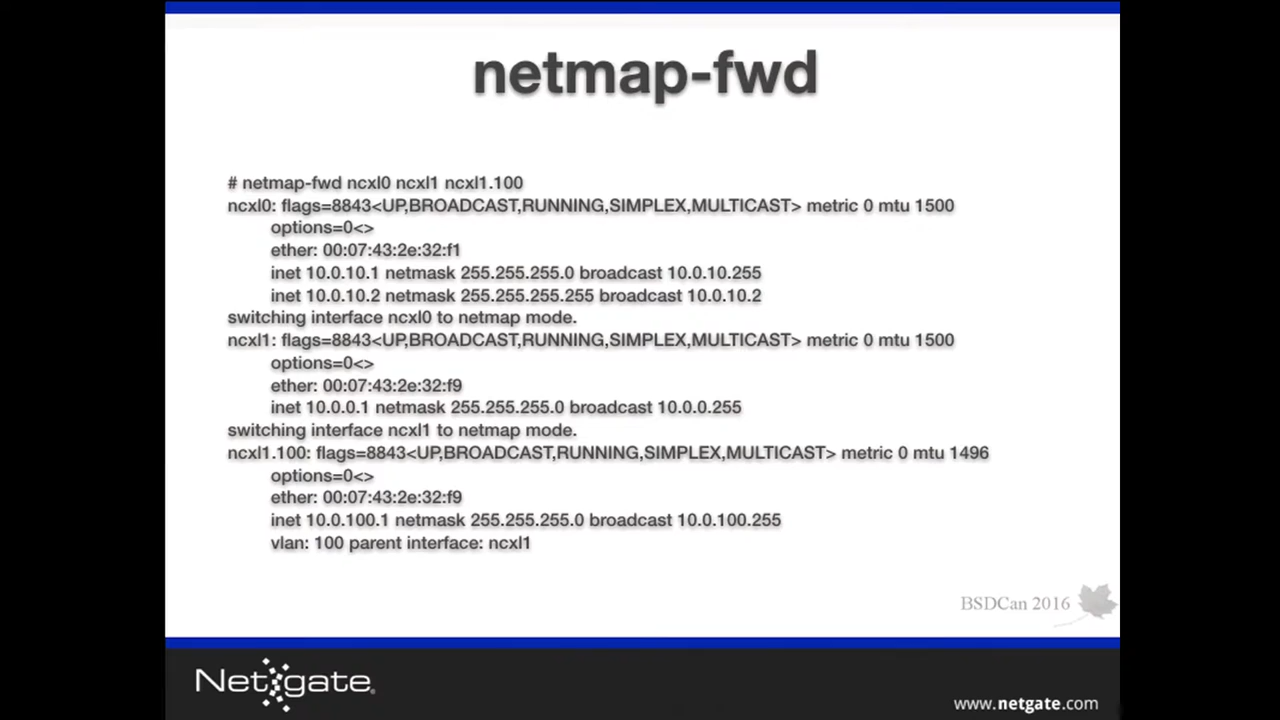 netmap-fwd
# netmap-fwd ncxl0 ncxl1 ncxl1.100
ncxl0: flags=8843<UP,BROADCAST,RUNNING,SIMPLEX,MULTICAST> metric 0 mtu 1500
options=0<>
ether: 00:07:43:2e:32:f1
inet 10.0.10.1 netmask 255.255.255.0 broadcast 10.0.10.255
inet 10.0.10.2 netmask 255.255.255.255 broadcast 10.0.10.2
switching interface ncxl0 to netmap mode.
ncxl1: flags=8843<UP,BROADCAST,RUNNING,SIMPLEX,MULTICAST> metric 0 mtu 1500
options=0<>
ether: 00:07:43:2e:32:f9
inet 10.0.0.1 netmask 255.255.255.0 broadcast 10.0.0.255
switching interface ncxl1 to netmap mode.
ncxl1.100: flags=8843<UP,BROADCAST,RUNNING,SIMPLEX,MULTICAST> metric 0 mtu 1496
options=0<>
ether: 00:07:43:2e:32:f9
inet 10.0.100.1 netmask 255.255.255.0 broadcast 10.0.100.255
vlan: 100 parent interface: ncxl1
BSDCan 2016
Netgate
www.netgate.com